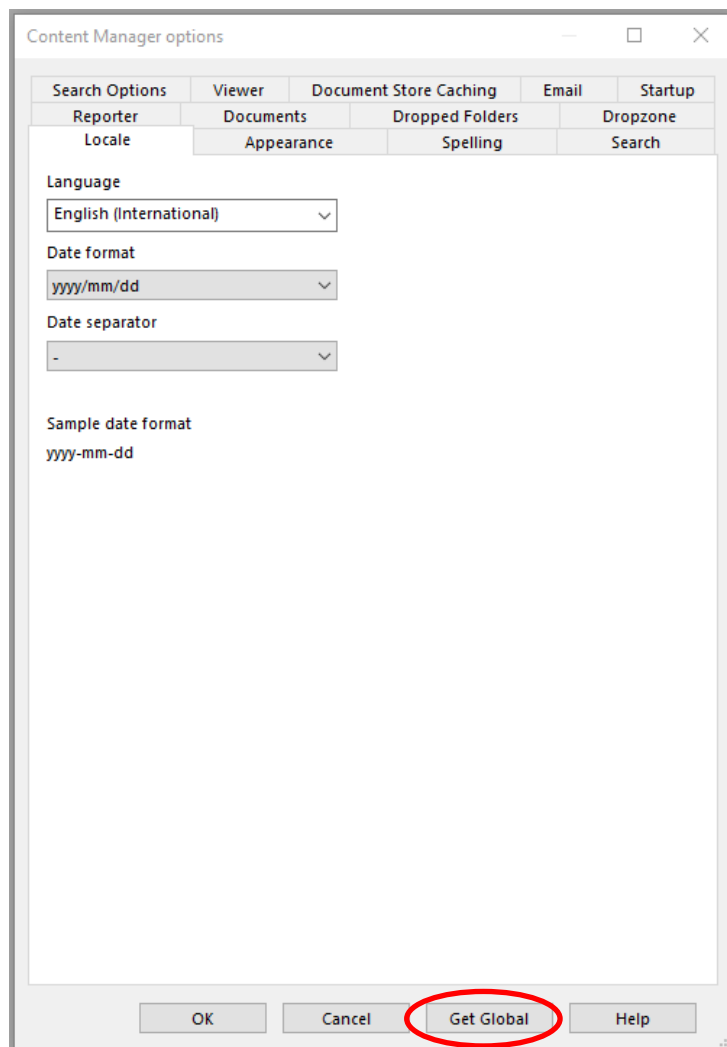 Content Manager options
Search Options Viewer Document Store Caching Email Startup
Reporter Documents Dropped Folders Dropzone
Locale Appearance Spelling Search
Language
English (International)
Date format
yyyy/mm/dd
Date separator
-
Sample date format
yyyy-mm-dd
OK Cancel Get Global Help